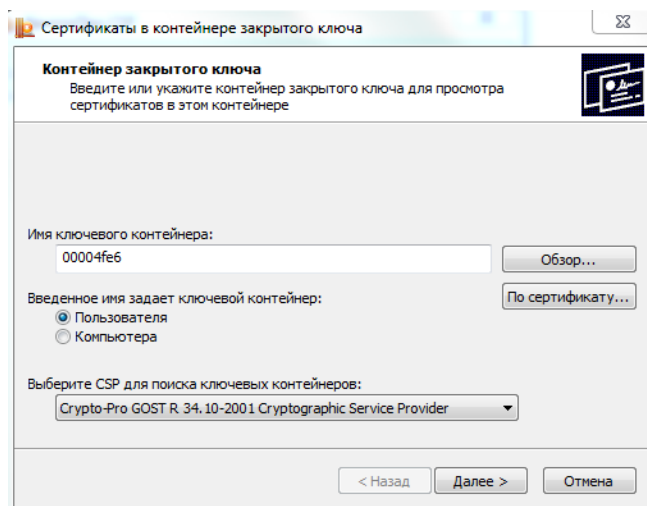 Сертификаты в контейнере закрытого ключа
Контейнер закрытого ключа
Введите или укажите контейнер закрытого ключа для просмотра
сертификатов в этом контейнере
Имя ключевого контейнера:
00004fe6
Обзор...
Введенное имя задает ключевой контейнер:
По сертификату...
Пользователя
Компьютера
Выберите CSP для поиска ключевых контейнеров:
Crypto-Pro GOST R 34.10-2001 Cryptographic Service Provider
< Назад
Далее >
Отмена